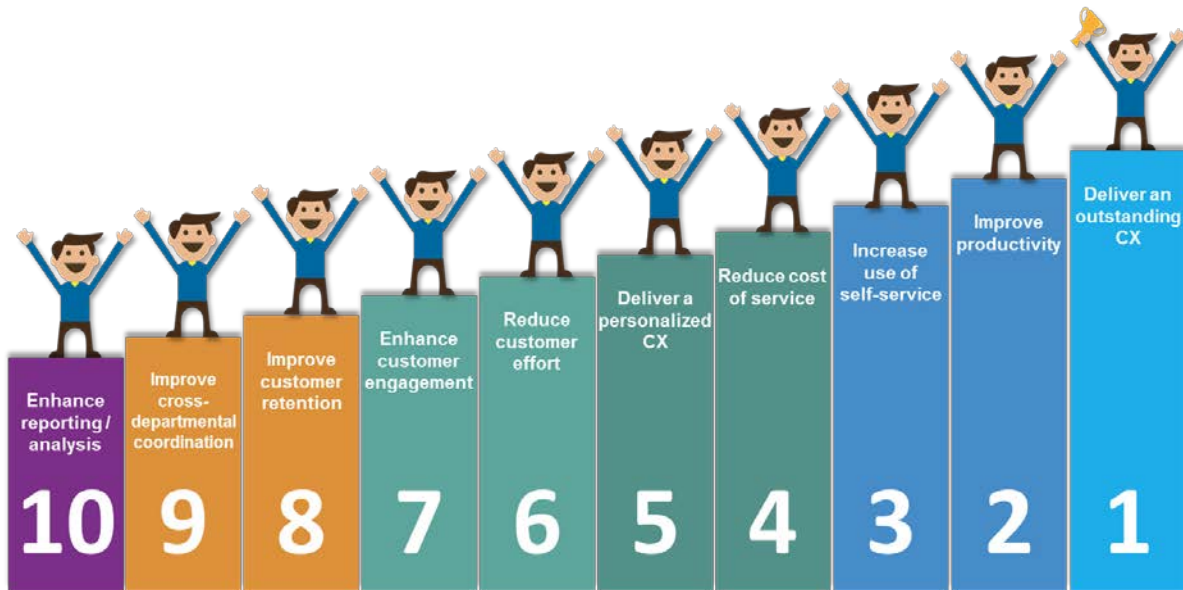 Enhance
reporting /
analysis
10
Improve
cross-
departmental
coordination
9
Improve
customer
retention
8
Enhance
customer
engagement
7
Reduce
customer
effort
6
Deliver a
personalized
CX
5
Reduce cost
of service
4
Increase
use of
self-service
3
Improve
productivity
2
Deliver an
outstanding
CX
1